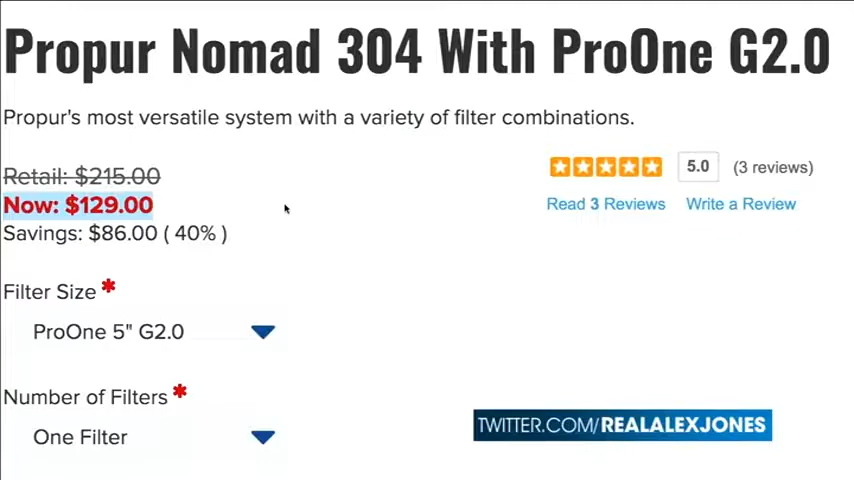 Propur Nomad 304 With ProOne G2.0
Propur's most versatile system with a variety of filter combinations.
Retail: $215.00
5.0 (3 reviews)
Now: $129.00
Read 3 Reviews Write a Review
Savings: $86.00 ( 40% )
Filter Size *
ProOne 5" G2.0
Number of Filters *
One Filter
TWITTER.COM/REALALEXJONES